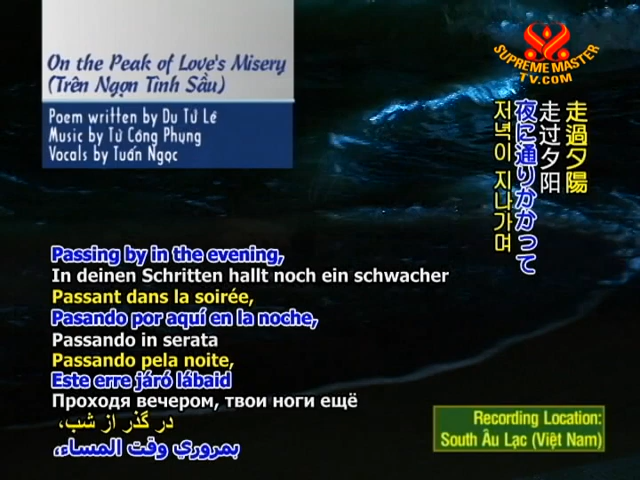 On the Peak of Love's Misery
(Trên Ngọn Tình Sầu)
Poem written by Du Tử Lê
Music by Từ Công Phụng
Vocals by Tuấn Ngọc
SUPREME MASTER
TV.COM
走過夕陽
走过夕阳
夜に通りかかって
저녁이 지나가며
Passing by in the evening,
In deinen Schritten hallt noch ein schwacher
Passant dans la soirée,
Pasando por aquí en la noche,
Passando in serata
Passando pela noite,
Este erre járó lábaid
Проходя вечером, твои ноги ещё
در گذر از شب،
بمروري وقت المساء،
Recording Location:
South Âu Lạc (Việt Nam)